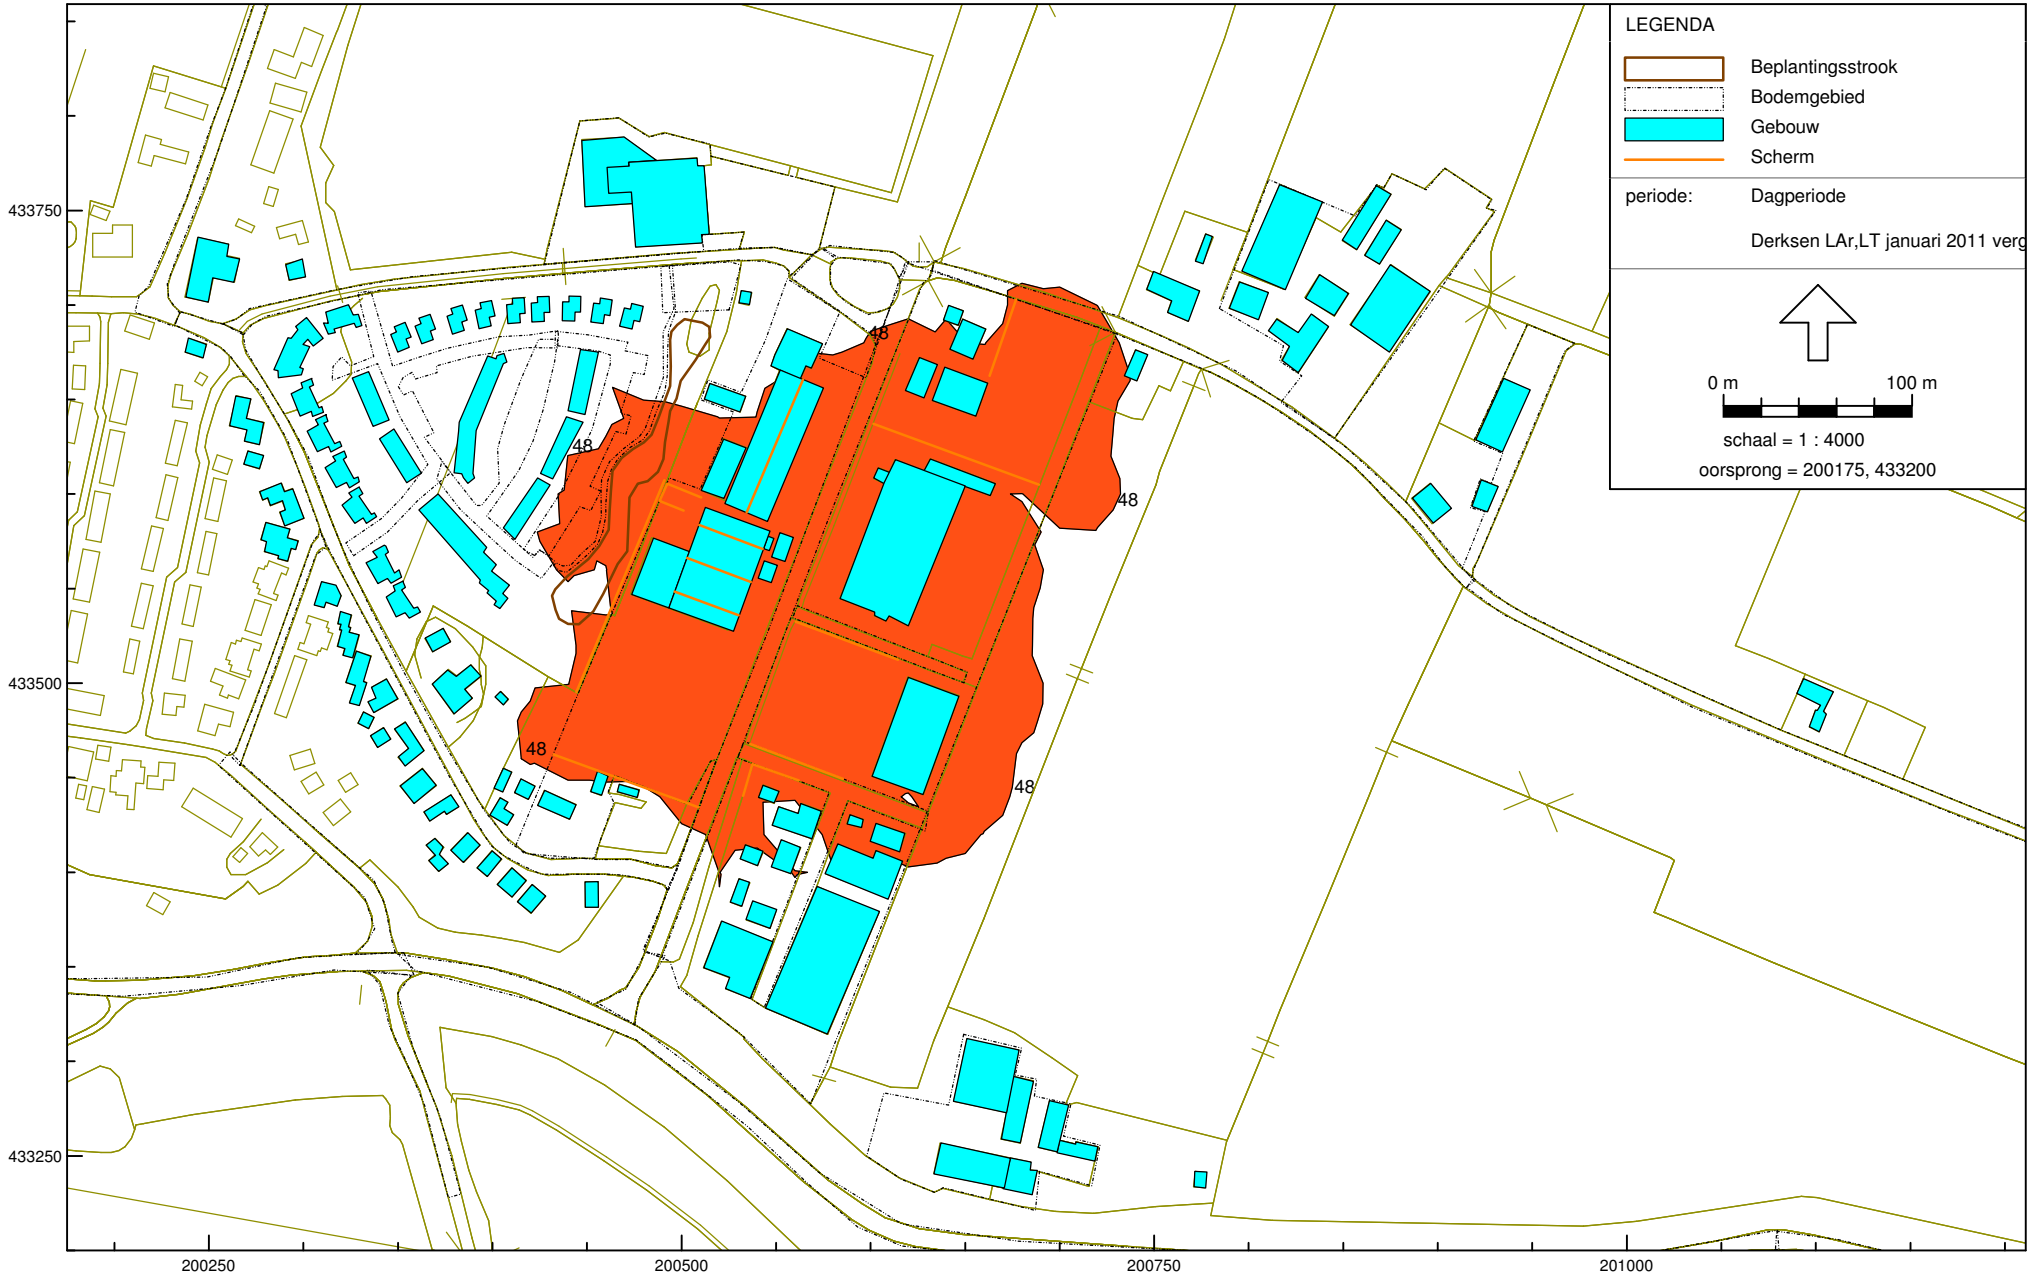 LEGENDA
Beplantingsstrook
Bodemgebied
Gebouw
Scherm
periode: Dagperiode
Derksen LAr,LT januari 2011 verg
0 m 100 m
schaal = 1 : 4000
oorsprong = 200175, 433200
433750
48
48
48
433500
48
48
433250
200250 200500 200750 201000